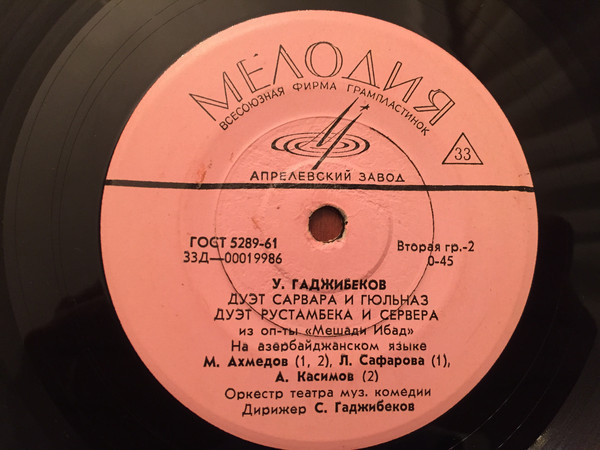 МЕЛОДИЯ
ВСЕСОЮЗНАЯ ФИРМА ГРАМПЛАСТИНОК
33
АПРЕЛЕВСКИЙ ЗАВОД
ГОСТ 5289-61
33Д—00019986
Вторая гр.-2
0-45
У. ГАДЖИБЕКОВ
ДУЭТ САРВАРА И ГЮЛЬНАЗ
ДУЭТ РУСТАМБЕКА И СЕРВЕРА
из оп-ты «Мешади Ибад»
На азербайджанском языке
М. Ахмедов (1, 2), Л. Сафарова (1),
А. Касимов (2)
Оркестр театра муз. комедии
Дирижер С. Гаджибеков